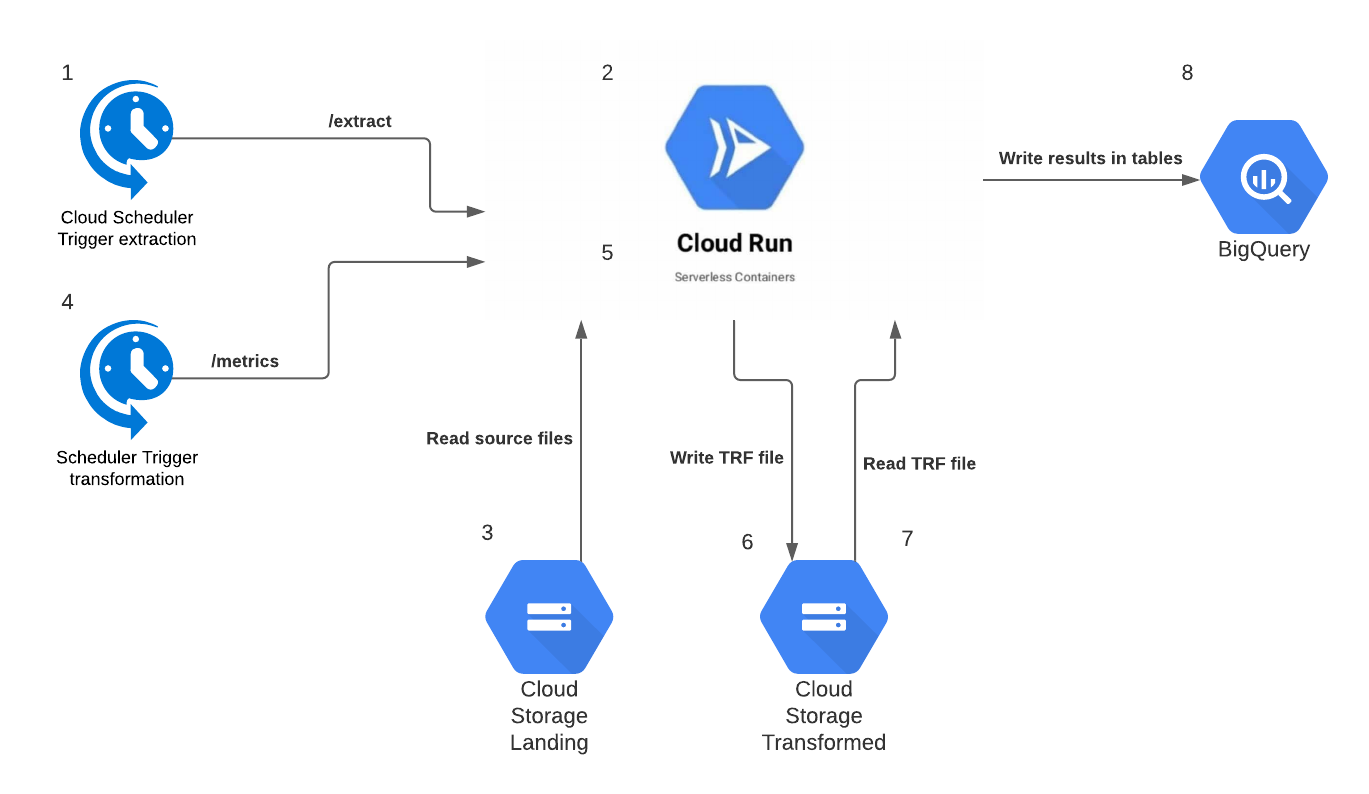 1
2
8
/extract
Write results in tables
Cloud Scheduler
Trigger extraction
Cloud Run
5
BigQuery
Serverless Containers
4
/metrics
Read source files
Scheduler Trigger
transformation
Write TRF file
Read TRF file
3
6
7
Cloud
Storage
Landing
Cloud
Storage
Transformed